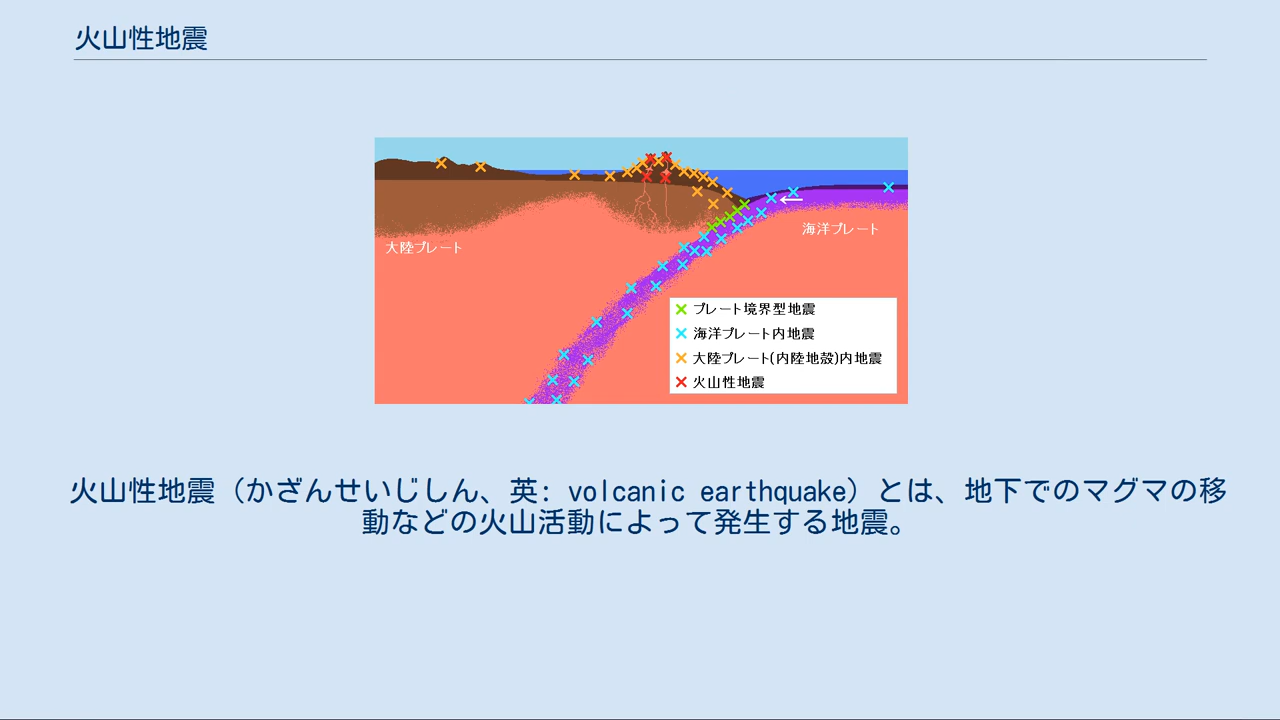 火山性地震
大陸プレート
海洋プレート
プレート境界型地震
海洋プレート内地震
大陸プレート(内陸地殻)内地震
火山性地震
火山性地震（かざんせいじしん、英: volcanic earthquake）とは、地下でのマグマの移
動などの火山活動によって発生する地震。